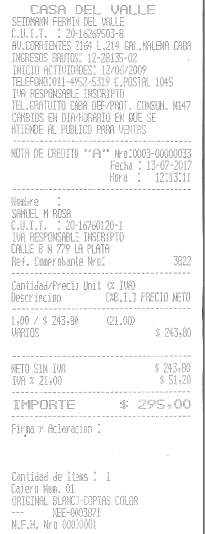 CASA DEL VALLE
SEIDMANN FERMIN DEL VALLE
C.U.I.T. : 20-16269503-8
AV.CORRIENTES 2164 L.214 GAL.MALENA CABA
INGRESOS BRUTOS: 12-28135-02
INICIO ACTIVIDADES: 12/06/2009
TELEFONO:011-4952-5319 C.POSTAL 1045
IVA RESPONSABLE INSCRIPTO
TEL.GRATUITO CABA DEF/PROT. CONSUM. M147
CAMBIOS EN DIA/HORARIO EN QUE SE
ATIENDE AL PUBLICO PARA VENTAS
NOTA DE CREDITO "A" Nro:0003-00000033
Fecha : 13-07-2017
Hora : 12:13:11
Nombre :
SAMUEL M ROSA
C.U.I.T. : 20-16760120-1
IVA RESPONSABLE INSCRIPTO
CALLE 8 N 779 LA PLATA
Ref. Comprobante Nro: 3822
Cantidad/Precio Unit (% IVA)
Descripcion [%B.I.] PRECIO NETO
1,00 / $ 243,80 (21,00)
VARIOS $ 243,80
NETO SIN IVA $ 243,80
IVA % 21,00 $ 51,20
IMPORTE $ 295,00
Firma y Aclaracion :
Cantidad de Items : 1
Cajero Num. 01
ORIGINAL BLANCO-COPIAS COLOR
--- XEE-0003871
N.F.H. Nro 00000001